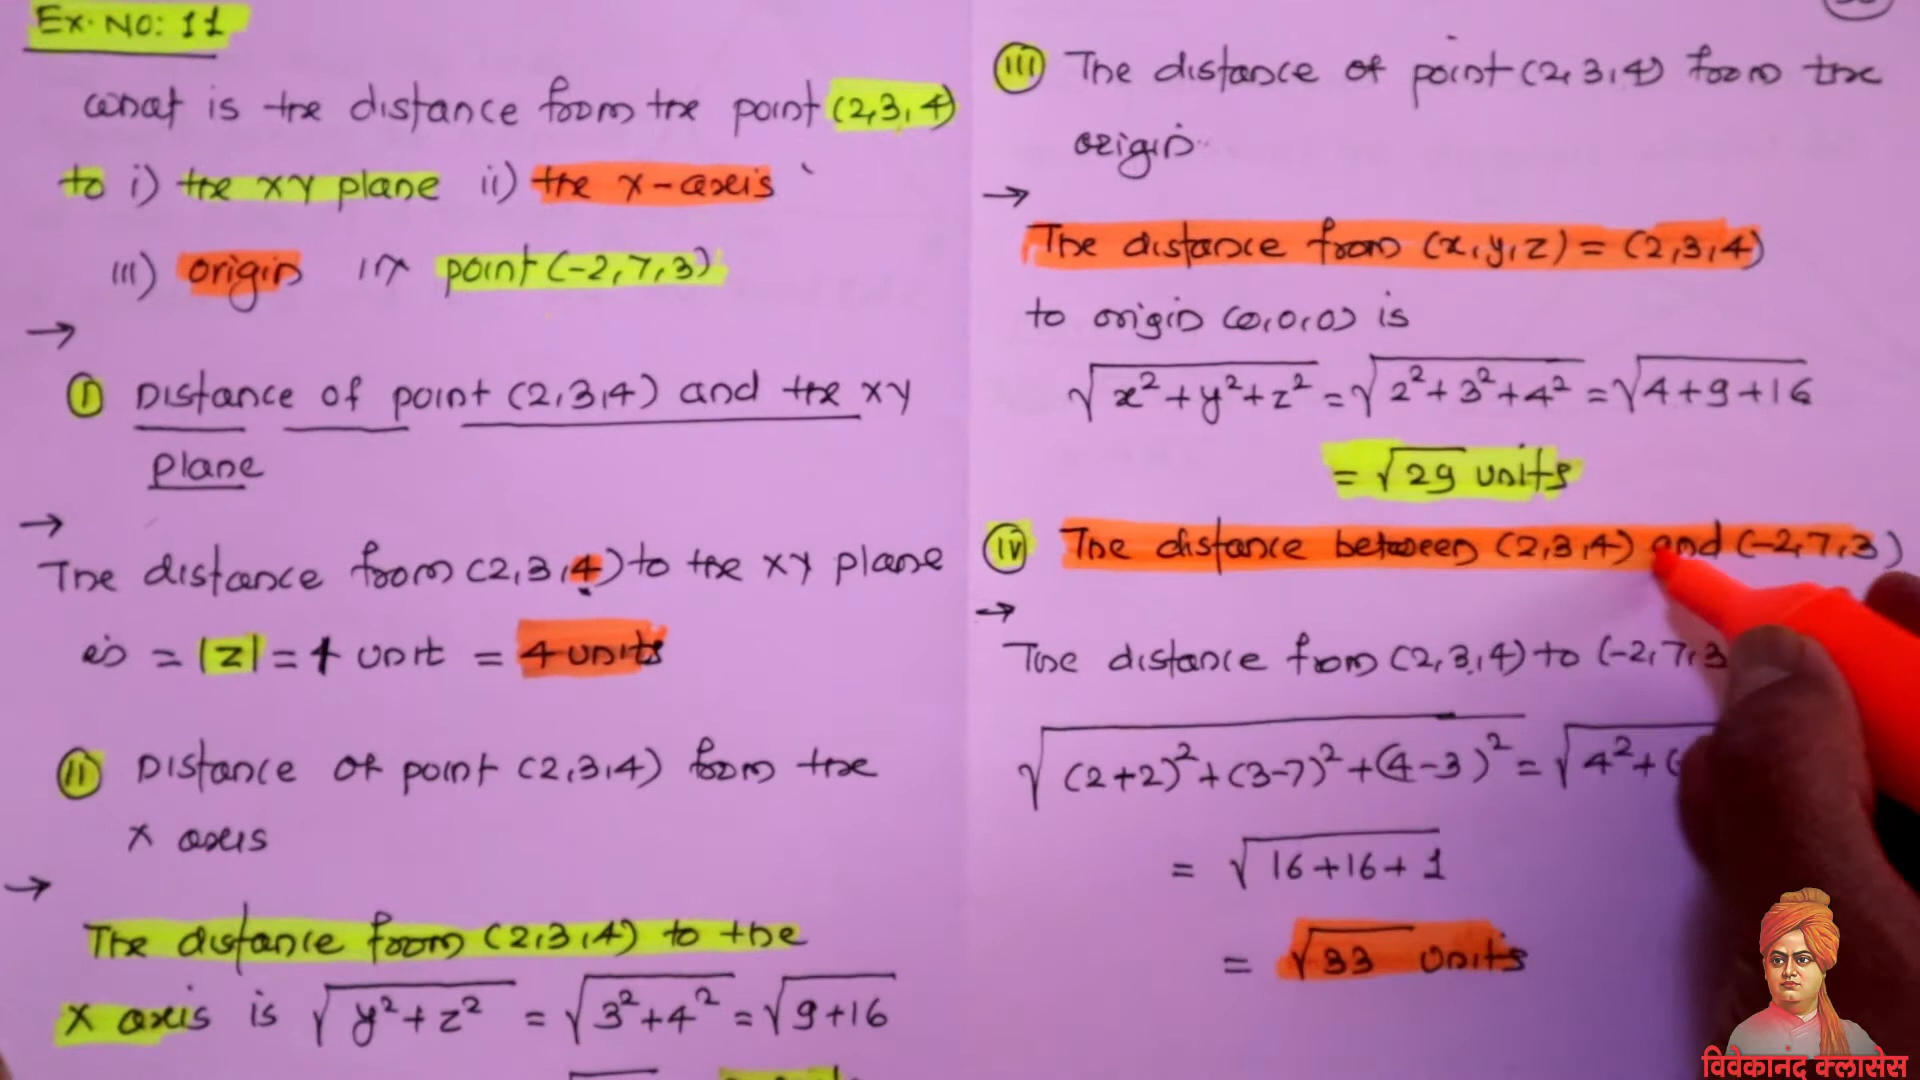 Ex. No: 11
what is the distance from the point (2,3,4)
to i) the XY plane ii) the x-axis
iii) origin iv) point (-2,7,3)
→
i) Distance of point (2,3,4) and the xy
plane
→
The distance from (2,3,4) to the xy plane
is = |z| = 4 unit = 4 units
ii) Distance of point (2,3,4) from the
x axis
→
The distance from (2,3,4) to the
x axis is √y²+z² = √3²+4² = √9+16
iii) The distance of point (2,3,4) from the
origin
→
The distance from (x,y,z) = (2,3,4)
to origin (0,0,0) is
√x²+y²+z² = √2²+3²+4² = √4+9+16
= √29 units
iv) The distance between (2,3,4) and (-2,7,3)
→
The distance from (2,3,4) to (-2,7,3
√(2+2)²+(3-7)²+(4-3)² = √4²+(
= √16+16+1
= √33 units
विवेकानंद क्लासेस